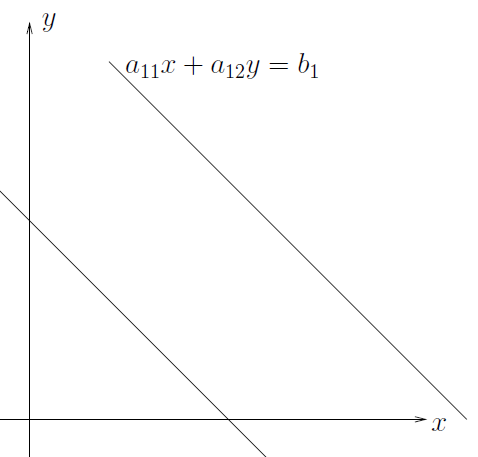 y
a₁₁x + a₁₂y = b₁
x